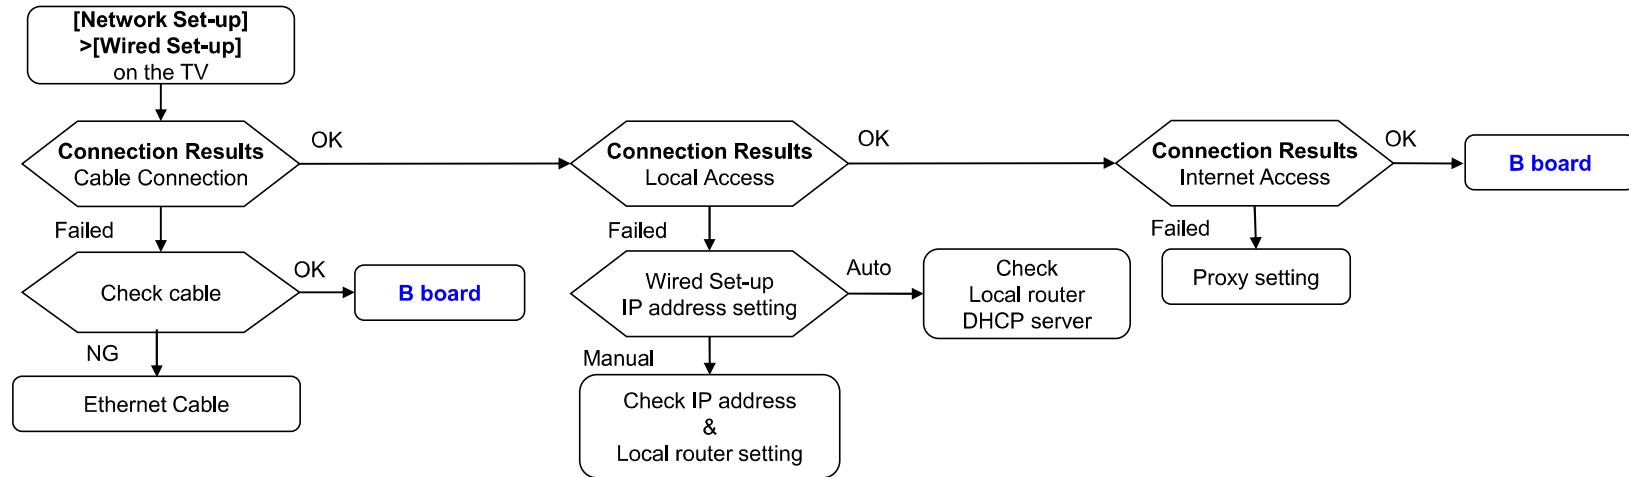 [Network Set-up]
>[Wired Set-up]
on the TV
Connection Results
Cable Connection
OK
Connection Results
Local Access
OK
Connection Results
Internet Access
OK
B board
Failed
Check cable
OK
B board
NG
Ethernet Cable
Failed
Wired Set-up
IP address setting
Auto
Check
Local router
DHCP server
Manual
Check IP address
&
Local router setting
Failed
Proxy setting